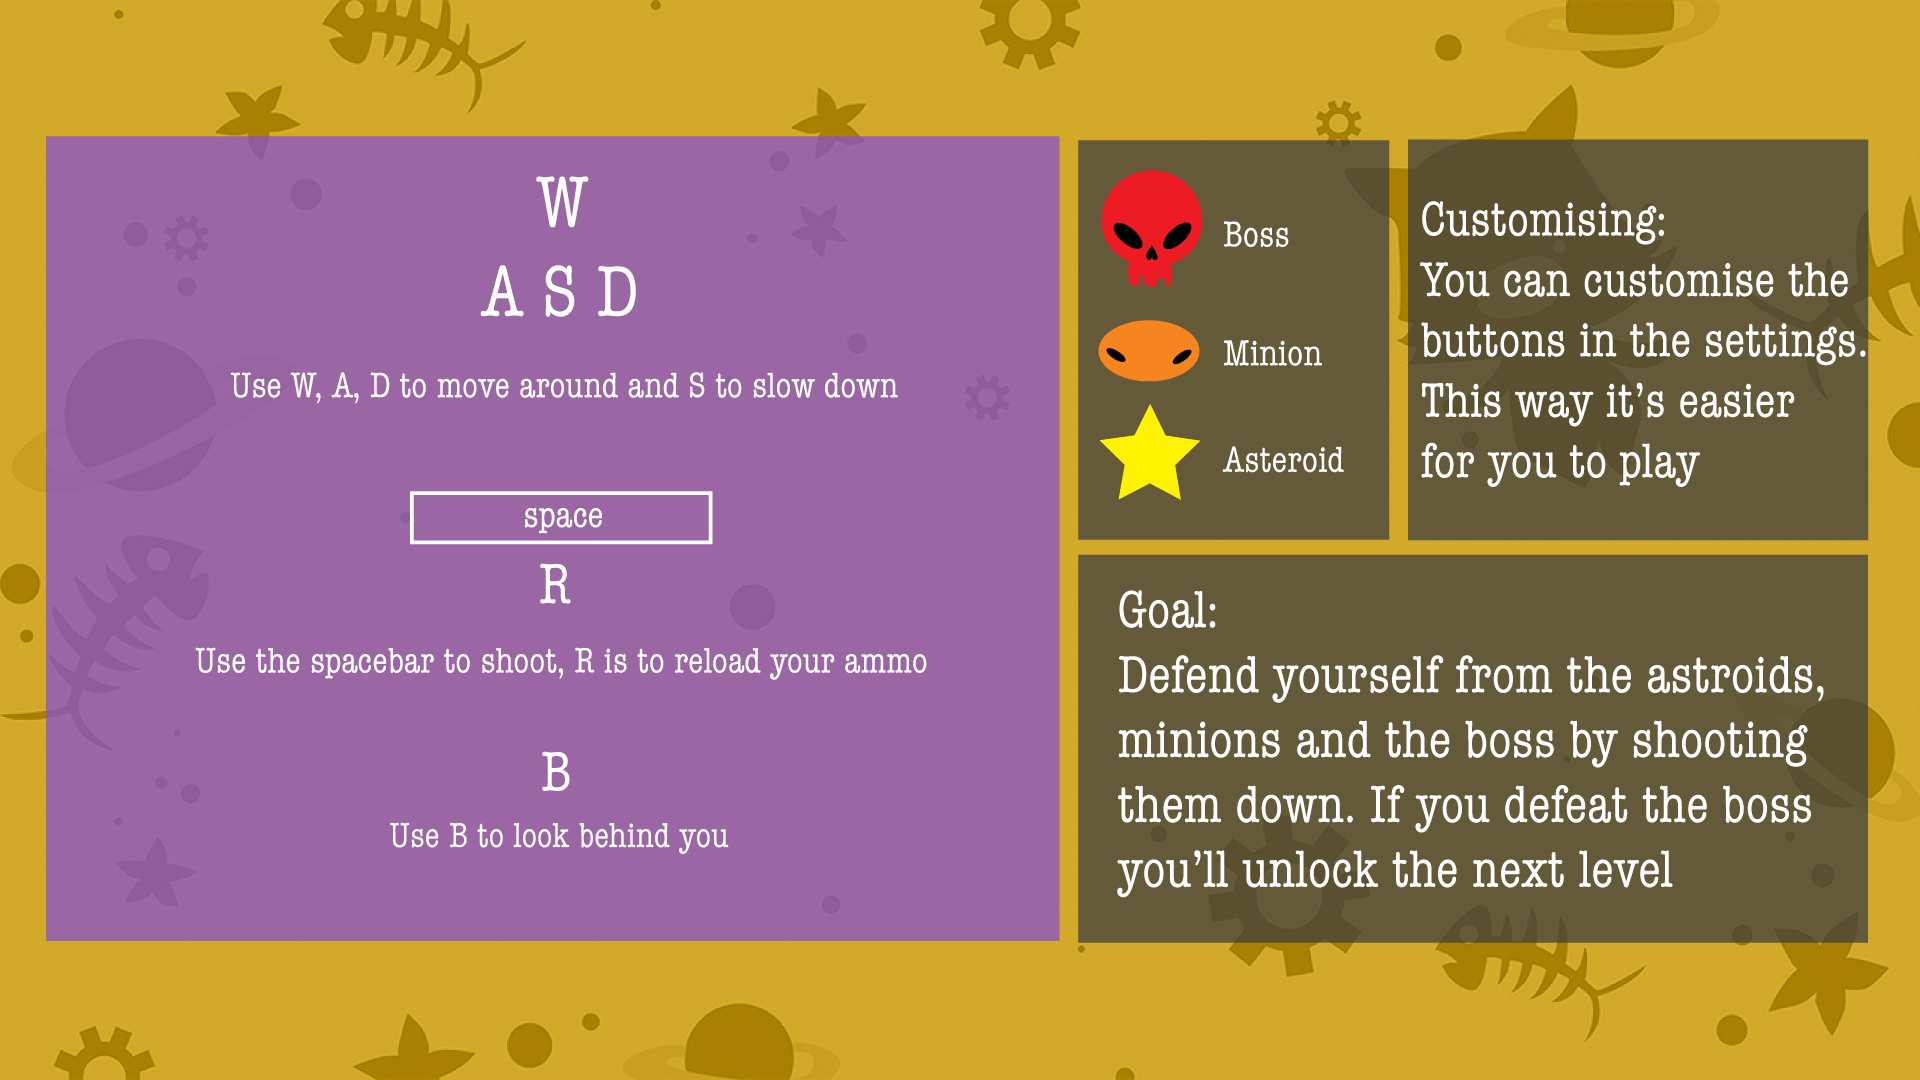 W
A S D
Use W, A, D to move around and S to slow down
space
R
Use the spacebar to shoot, R is to reload your ammo
B
Use B to look behind you
Boss
Minion
Asteroid
Customising:
You can customise the
buttons in the settings.
This way it’s easier
for you to play
Goal:
Defend yourself from the astroids,
minions and the boss by shooting
them down. If you defeat the boss
you’ll unlock the next level